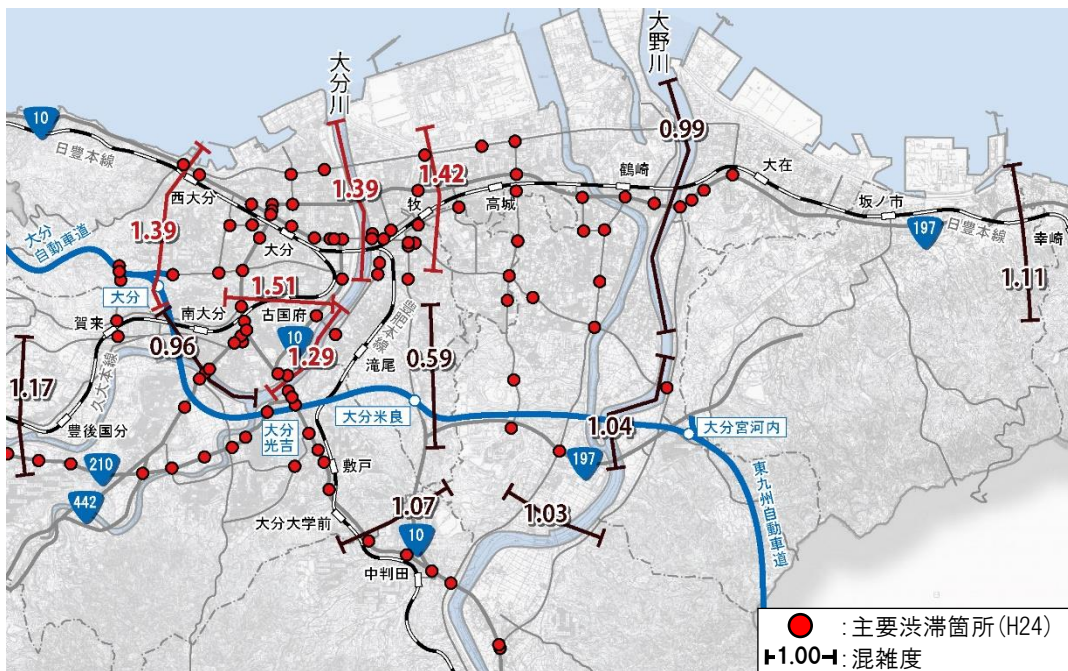 大野川
大分川
10
日豊本線
0.99
西大分
1.39
1.42
鶴崎
大在
牧
高城
坂ノ市
197
日豊本線
幸崎
大分
自動車道
1.39
大分
大分
1.51
1.11
賀来
南大分
古国府
10
豊肥本線
0.96
1.29
滝尾
0.59
1.17
久大本線
大分米良
豊後国分
大分
光吉
1.04
大分宮河内
210
敷戸
197
442
1.07
1.03
大分大学前
10
東九州自動車道
中判田
:主要渋滞箇所(H24)
1.00:混雑度